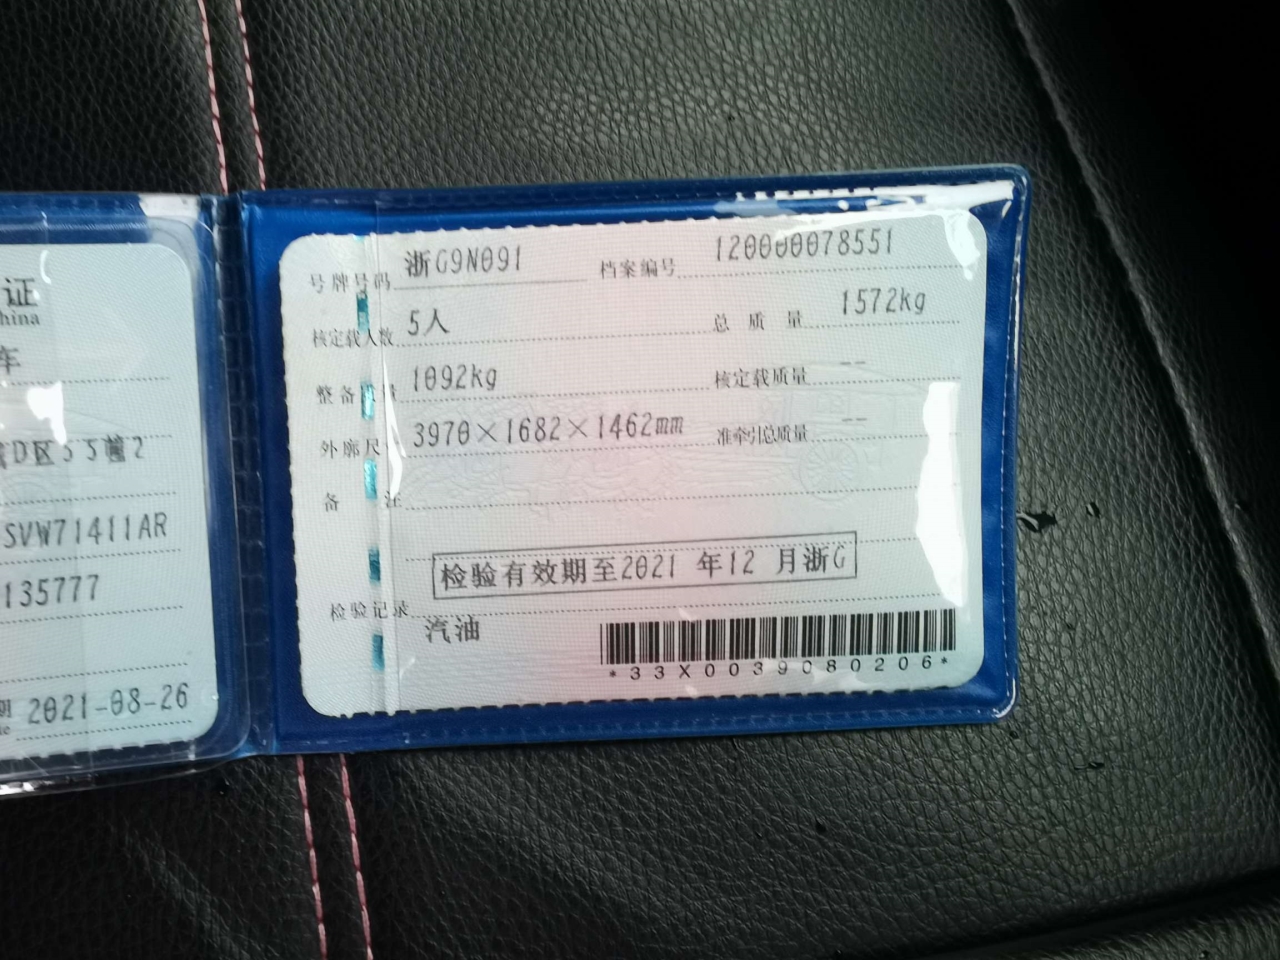 证
hina
车
D区55幢2
SVW71411AR
135777
2021-08-26
号牌号码 浙G9N091 档案编号 120000078551
核定载人数 5人 总 质 量 1572kg
整备质量 1092kg 核定载质量 --
外廓尺 3970×1682×1462mm 准牵引总质量 --
备 注
检验有效期至2021 年12 月浙G
检验记录
汽油
*33X0039080206*